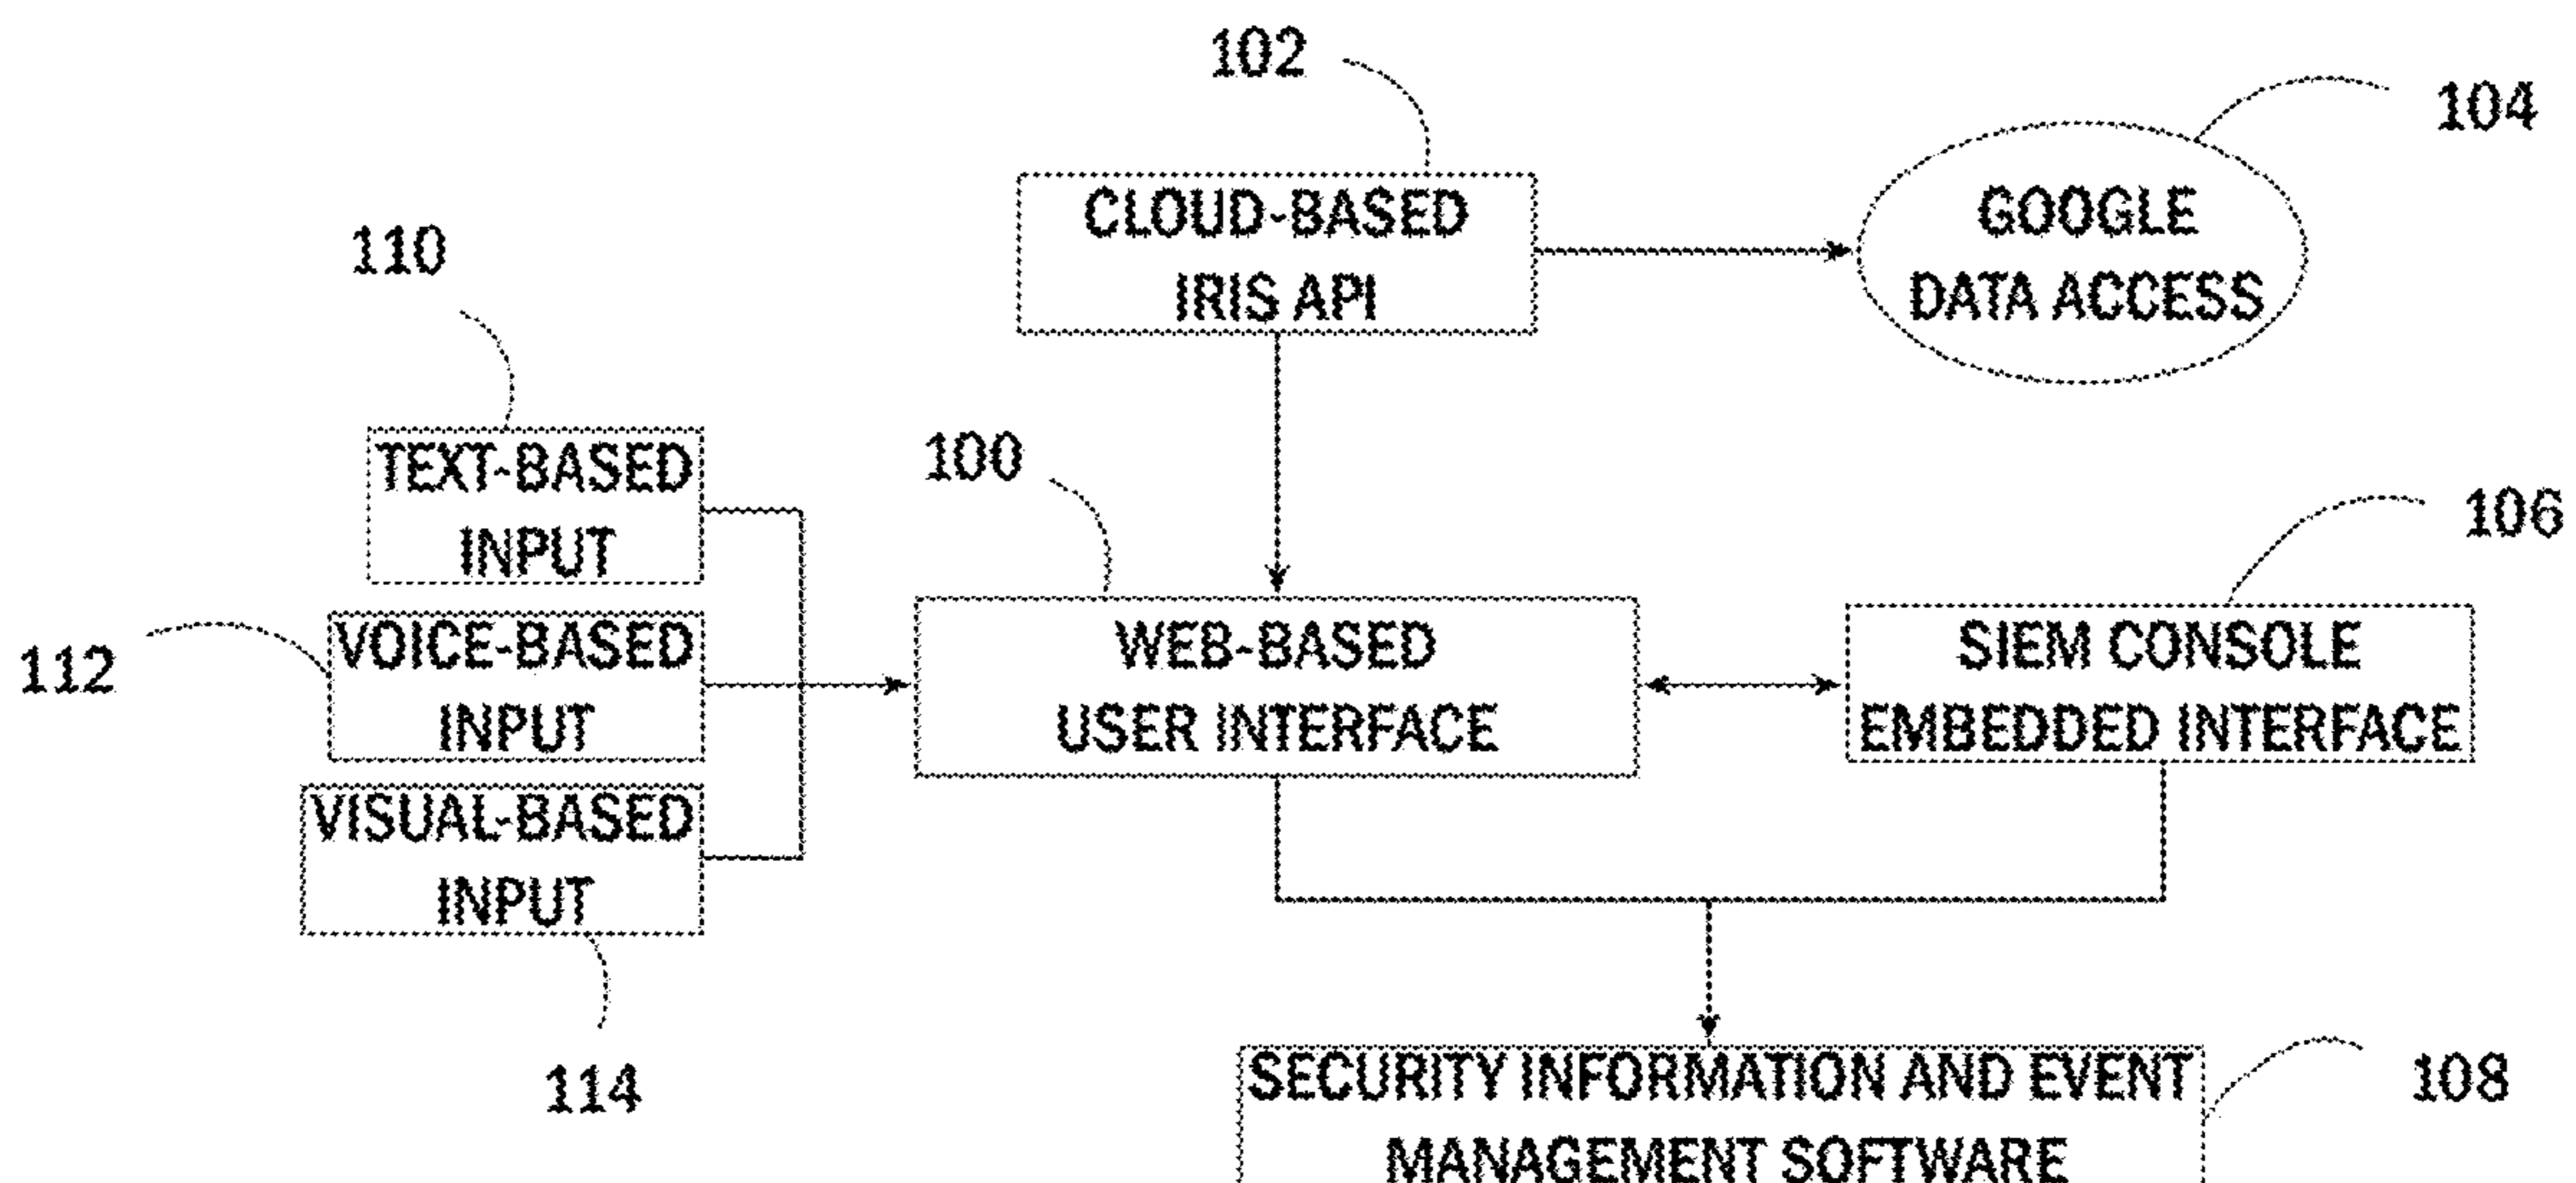 102
104
CLOUD-BASED
IRIS API
GOOGLE
DATA ACCESS
110
TEXT-BASED
INPUT
100
106
112
VOICE-BASED
INPUT
WEB-BASED
USER INTERFACE
SIEM CONSOLE
EMBEDDED INTERFACE
VISUAL-BASED
INPUT
114
SECURITY INFORMATION AND EVENT
MANAGEMENT SOFTWARE
108